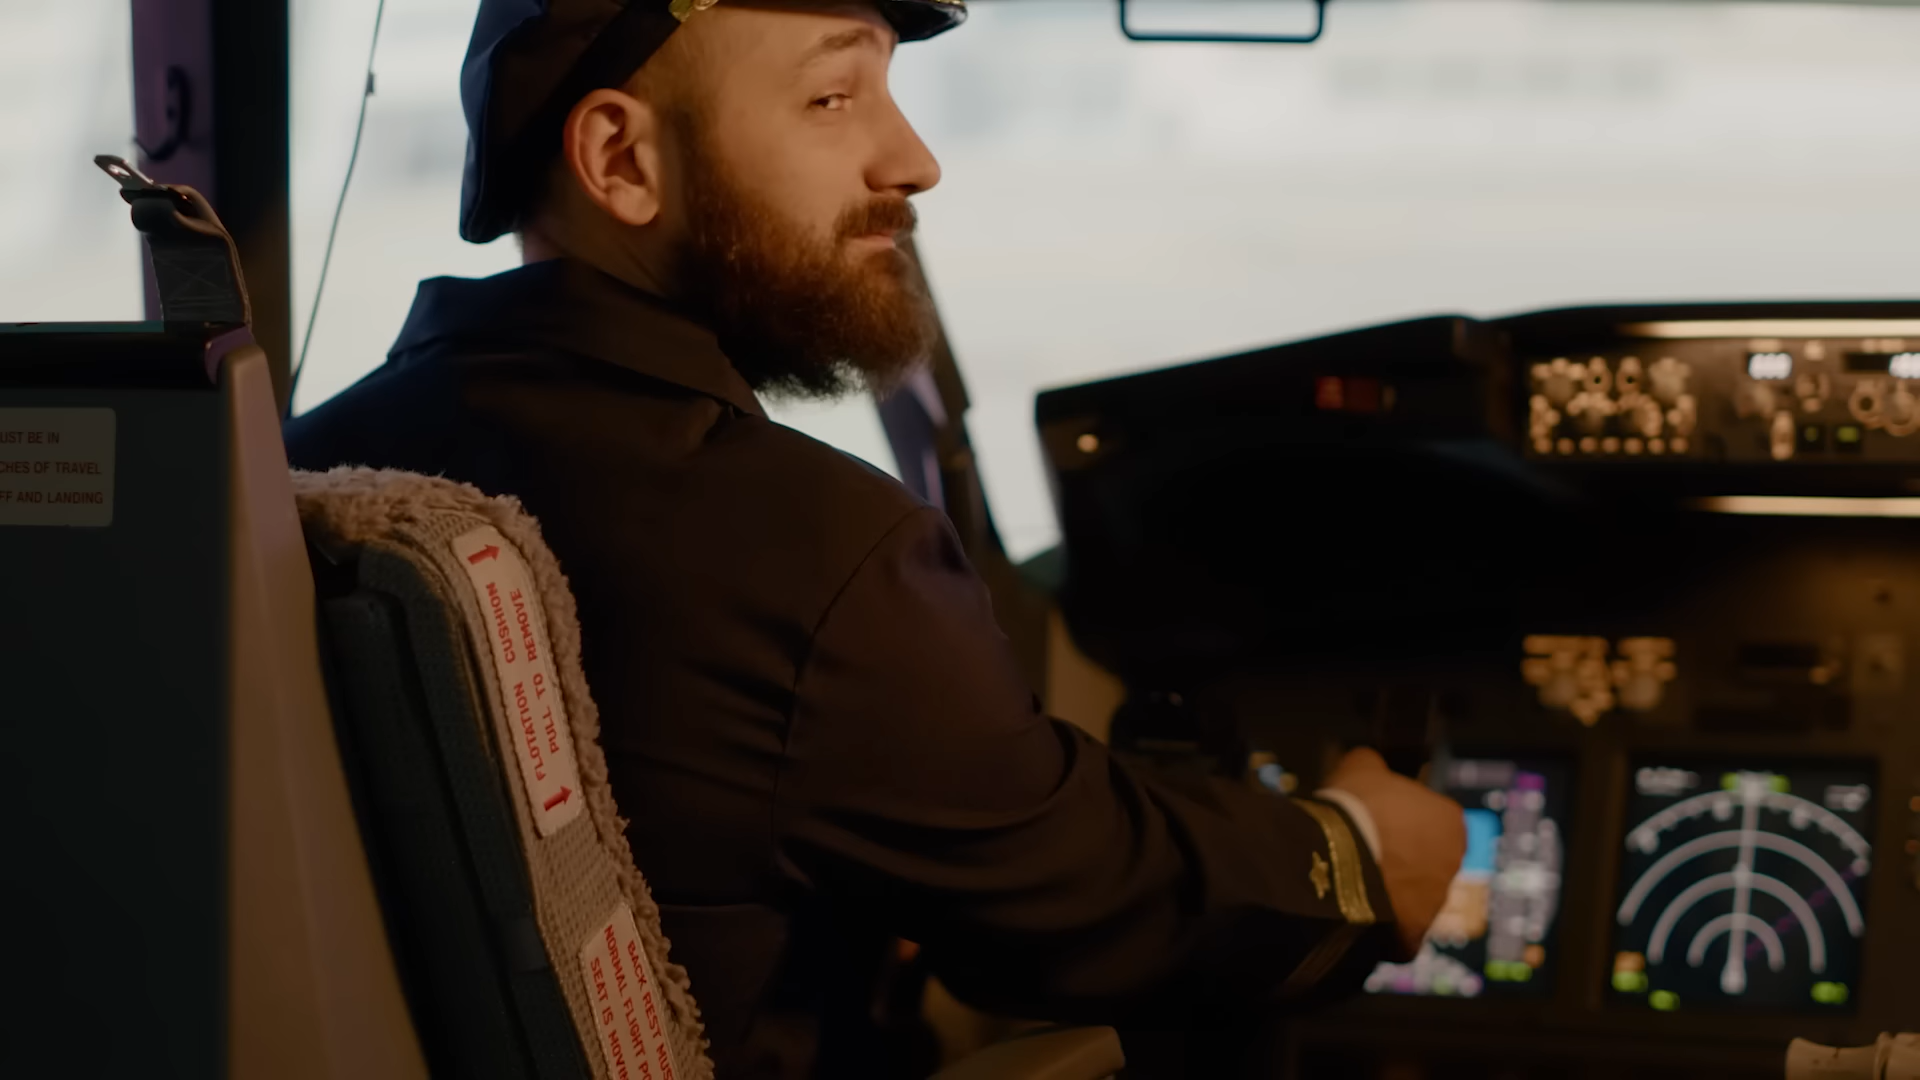 UST BE IN
CHES OF TRAVEL
FF AND LANDING
FLOTATION CUSHION
PULL TO REMOVE
BACK REST MUS
NORMAL FLIGHT PO
SEAT IS MOVIN